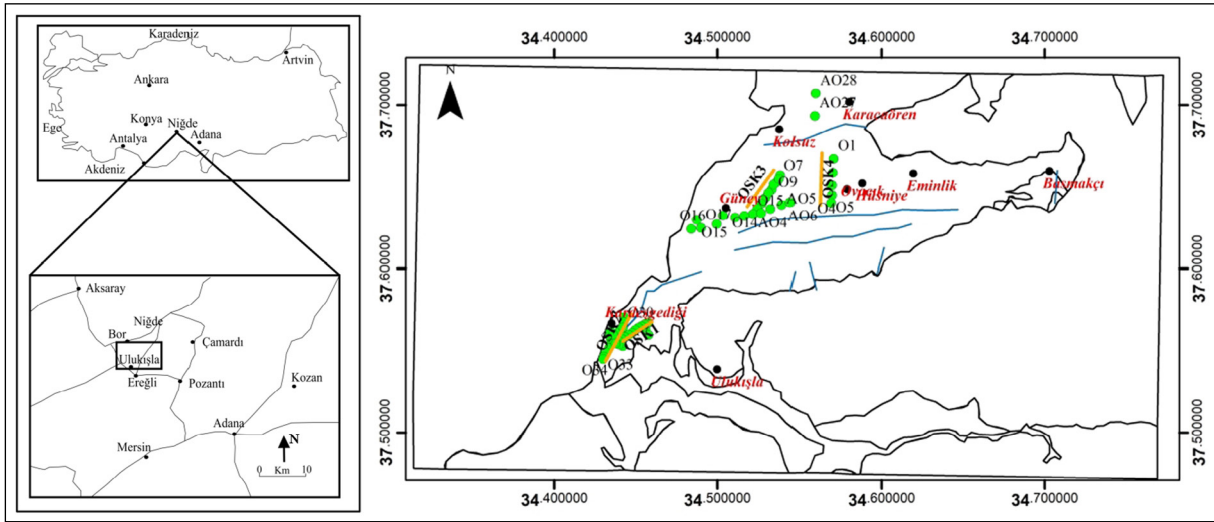 Karadeniz
Artvin
Ankara
Konya
Niğde
Ege
Antalya
Adana
Akdeniz
Aksaray
Niğde
Bor
Çamardı
Ulukışla
Ereğli
Pozantı
Kozan
Adana
Mersin
N
0 Km 10
34.400000 34.500000 34.600000 34.700000
37.700000
37.600000
37.500000
37.700000
37.600000
37.500000
N
AO28
AO27
Karacaören
Kolsuz
O1
OSK3
O7
O9
OSK4
Ovacık
Hüsniye
Eminlik
Basmakçı
O15
AO5
O4O5
O16
O14
AO4
AO6
O15
OSK1
O33
O34
Ulukışla
34.400000 34.500000 34.600000 34.700000